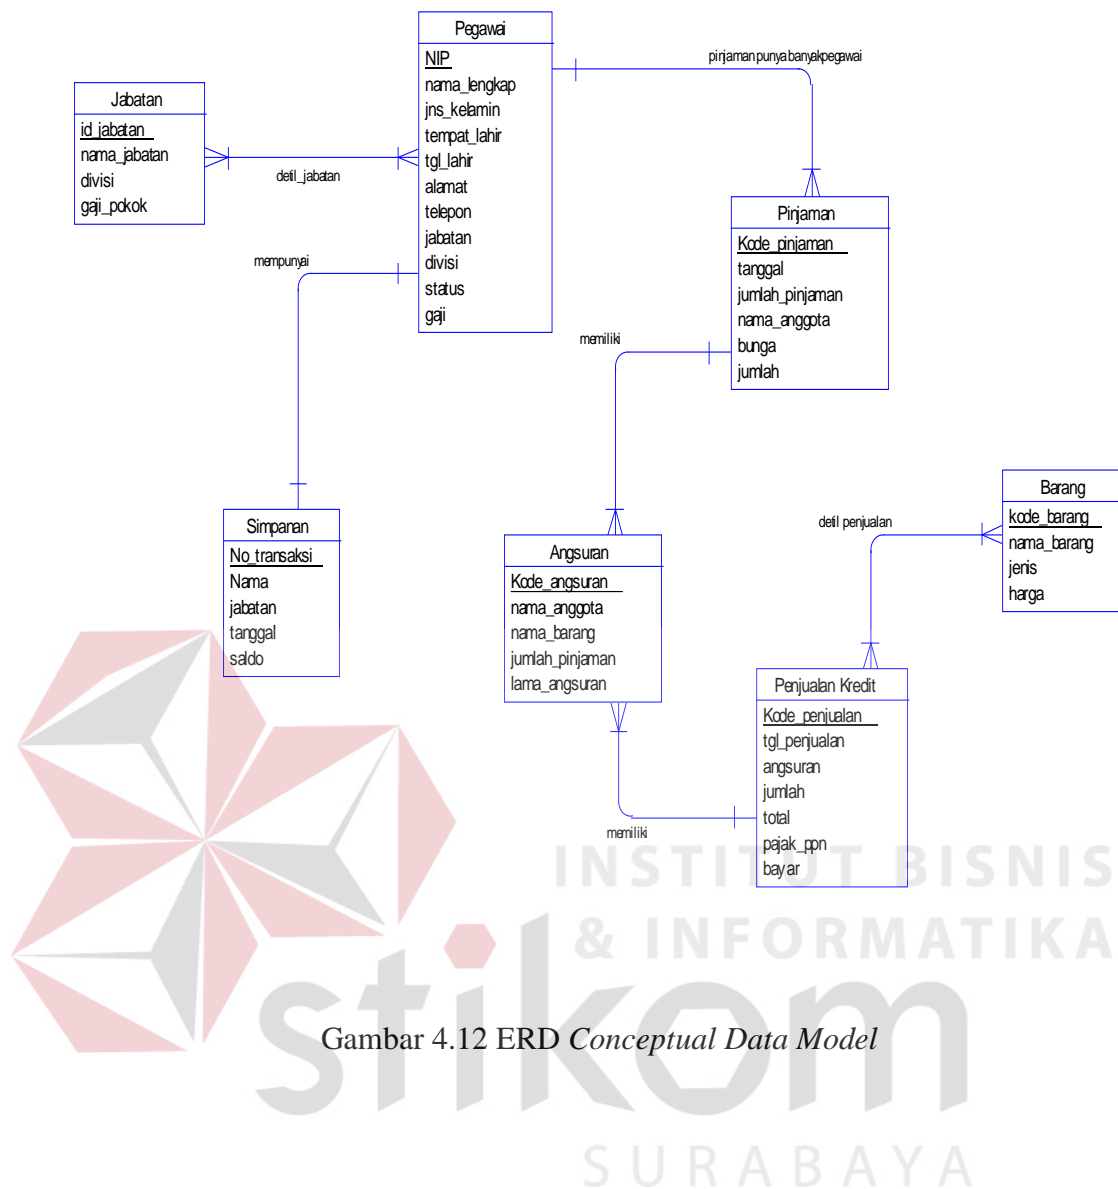 Pegawai
NIP
nama_lengkap
jns_kelamin
tempat_lahir
tgl_lahir
alamat
telepon
jabatan
divisi
status
gaji
pinjaman punya banyakpegawai
Jabatan
id_jabatan
nama_jabatan
divisi
gaji_pokok
detil_jabatan
mempunyai
Pinjaman
Kode_pinjaman
tanggal
jumlah_pinjaman
nama_anggota
bunga
jumlah
memiliki
Simpanan
No_transaksi
Nama
jabatan
tanggal
saldo
Angsuran
Kode_angsuran
nama_anggota
nama_barang
jumlah_pinjaman
lama_angsuran
detil penjualan
Barang
kode_barang
nama_barang
jenis
harga
Penjualan Kredit
Kode_penjualan
tgl_penjualan
angsuran
jumlah
total
pajak_ppn
bayar
memiliki
INSTITUT BISNIS
& INFORMATIKA
stikom
SURABAYA
Gambar 4.12 ERD Conceptual Data Model